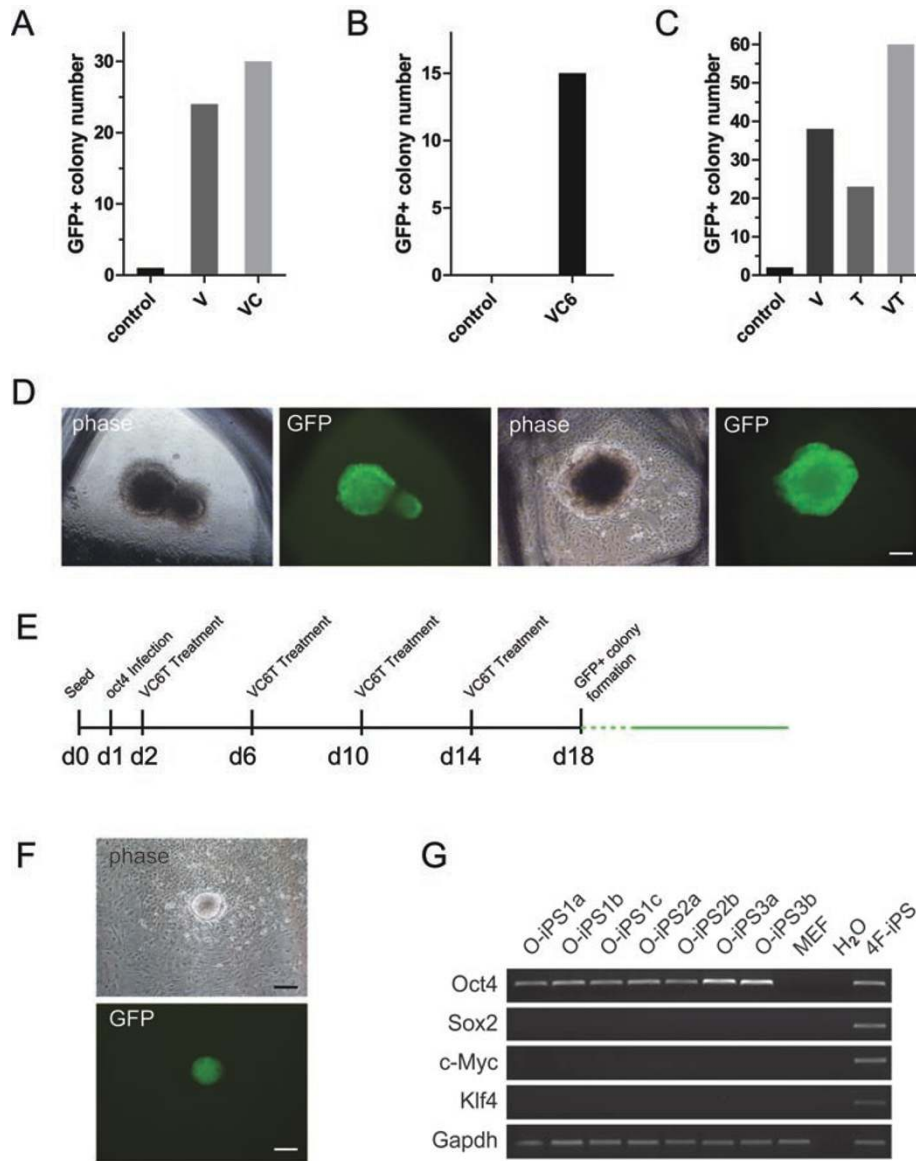 A
GFP+ colony number
30
20
10
0
control
V
VC
B
GFP+ colony number
15
10
5
0
control
VC6
C
GFP+ colony number
60
50
40
30
20
10
0
control
V
T
VT
D
phase
GFP
phase
GFP
E
Seed
oct4 Infection
VC6T Treatment
VC6T Treatment
VC6T Treatment
VC6T Treatment
GFP+ colony
formation
d0
d1
d2
d6
d10
d14
d18
F
phase
GFP
G
O-iPS1a
O-iPS1b
O-iPS1c
O-iPS2a
O-iPS2b
O-iPS3a
O-iPS3b
MEF
H₂O
4F-iPS
Oct4
Sox2
c-Myc
Klf4
Gapdh